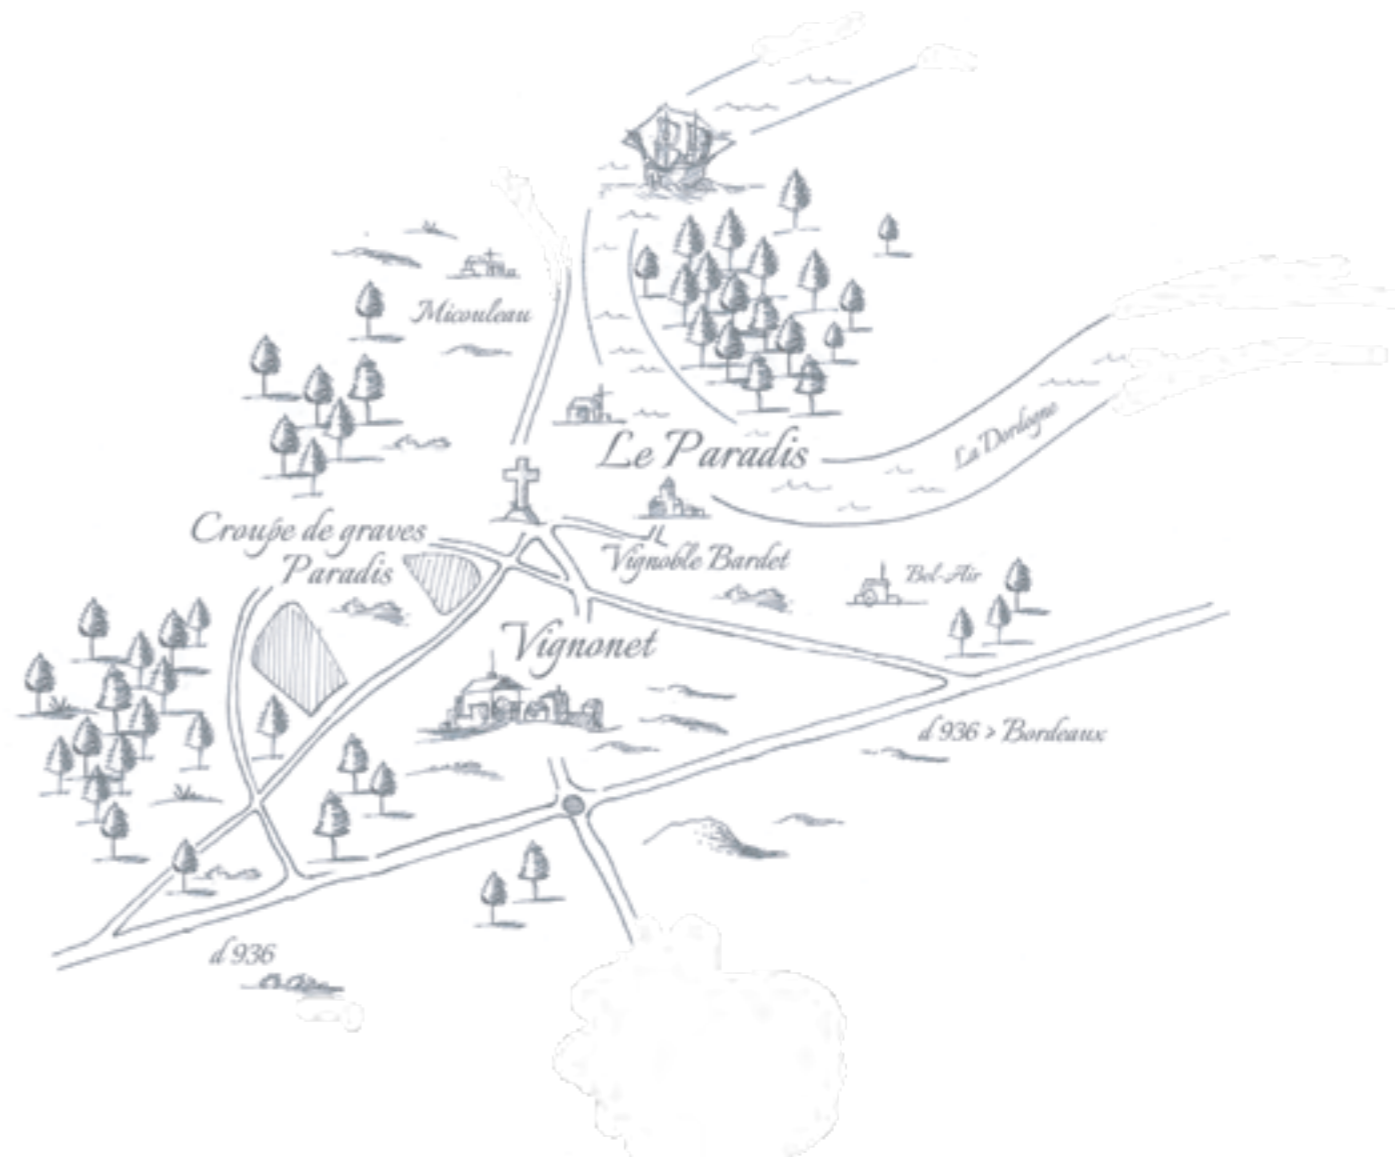 Micouleau
Le Paradis
La Dordogne
Croupe de graves
Paradis
Vignoble Bardet
Bel-Air
Vignonet
d 936 > Bordeaux
d 936